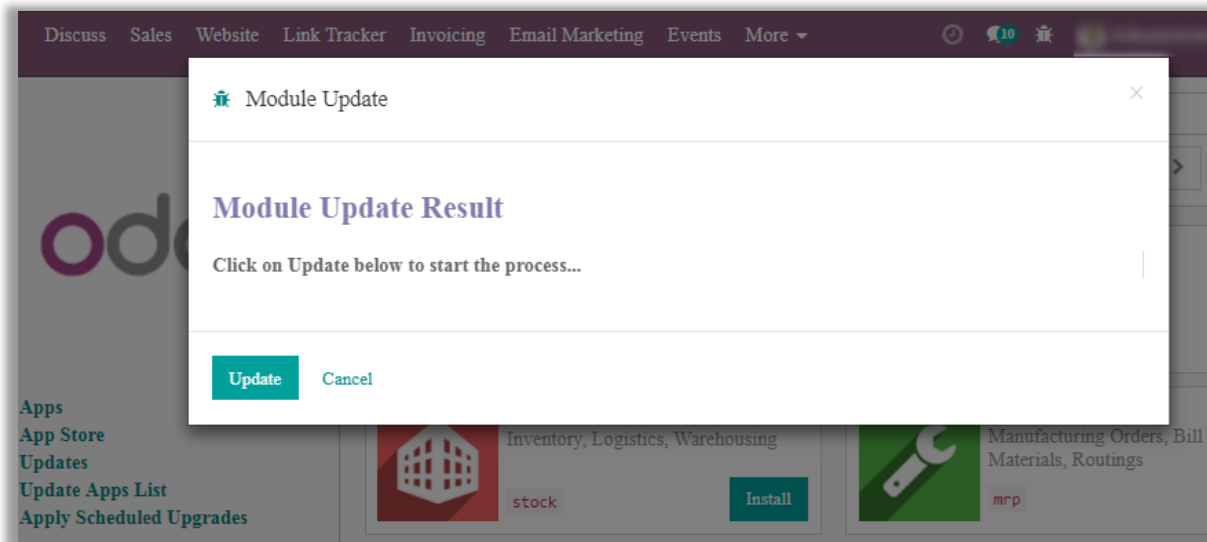 Discuss Sales Website Link Tracker Invoicing Email Marketing Events More
10
Module Update
Module Update Result
Click on Update below to start the process...
Update Cancel
Apps
App Store
Updates
Update Apps List
Apply Scheduled Upgrades
Inventory, Logistics, Warehousing
stock
Install
Manufacturing Orders, Bill
Materials, Routings
mrp